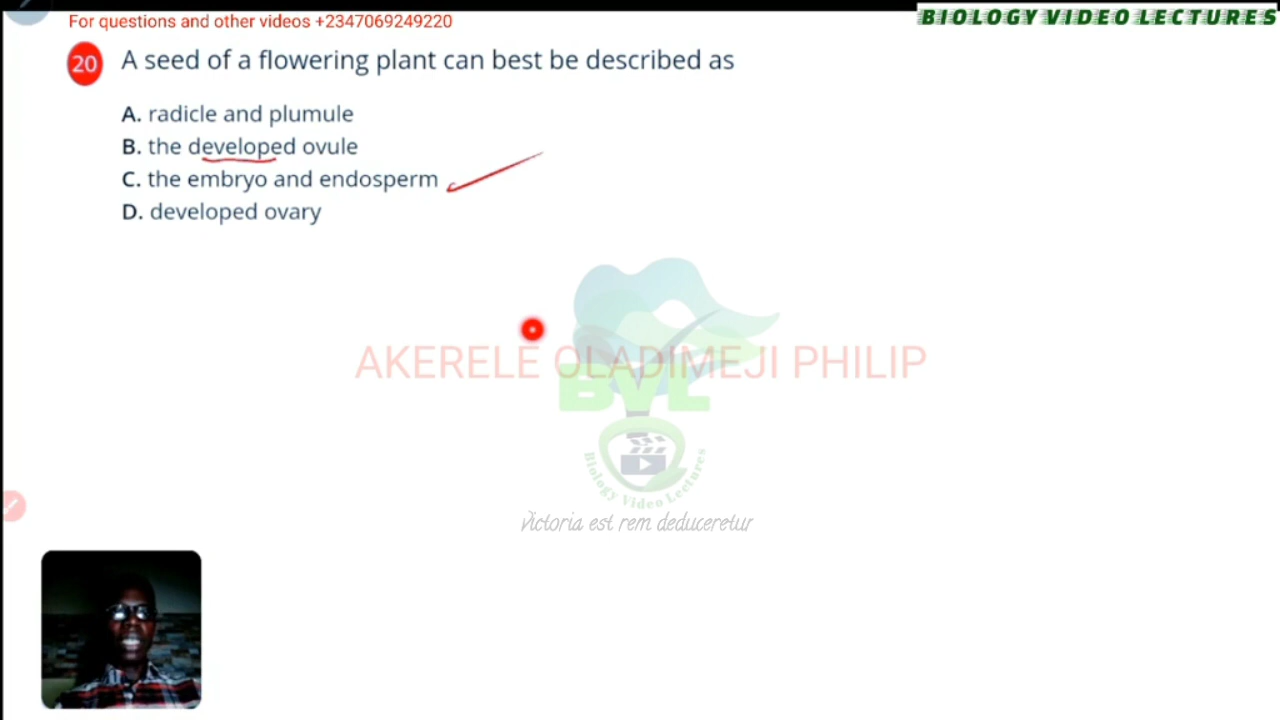 For questions and other videos +2347069249220
BIOLOGY VIDEO LECTURES
20 A seed of a flowering plant can best be described as
A. radicle and plumule
B. the developed ovule
C. the embryo and endosperm
D. developed ovary
AKERELE OLADIMEJI PHILIP
BVL
Biology Video Lectures
Victoria est rem deduceretur